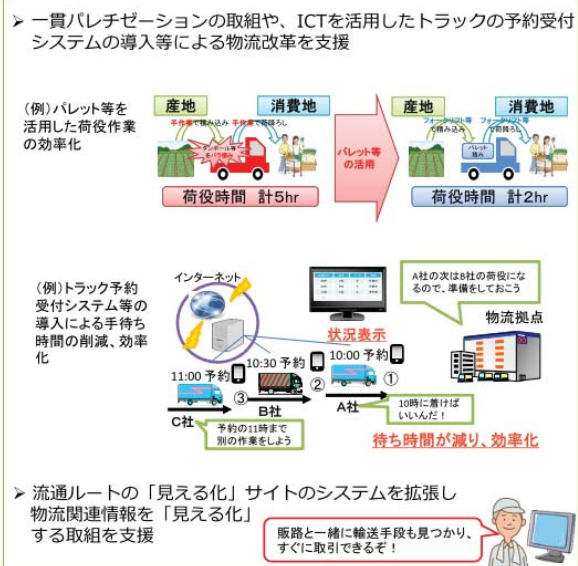 ➢ 一貫パレチゼーションの取組や、ICTを活用したトラックの予約受付
システムの導入等による物流改革を支援
(例)パレット等を
活用した荷役作業
の効率化
産地
消費地
手作業で積み込み
手作業で荷降ろし
ダンボール等
をバラ積み
荷役時間 計5hr
パレット等
の活用
産地
消費地
フォークリフト等
で積み込み
フォークリフト等
で荷降ろし
パレット
積み
荷役時間 計2hr
(例)トラック予約
受付システム等の
導入による手待ち
時間の削減、効率
化
インターネット
状況表示
A社の次はB社の荷役にな
るので、準備をしておこう
物流拠点
11:00 予約
10:30 予約
10:00 予約
③
②
①
C社
B社
A社
予約の11時まで
別の作業をしよう
10時に着けば
いいんだ!
待ち時間が減り、効率化
➢ 流通ルートの「見える化」サイトのシステムを拡張し
物流関連情報を「見える化」
する取組を支援
販路と一緒に輸送手段も見つかり、
すぐに取引できるぞ!